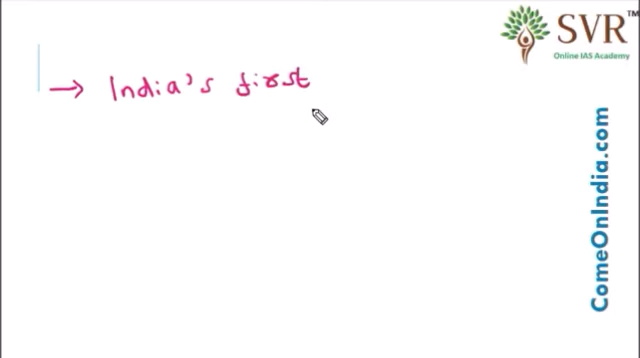 SVR™
Online IAS Academy
→ India's first
ComeOnIndia.com